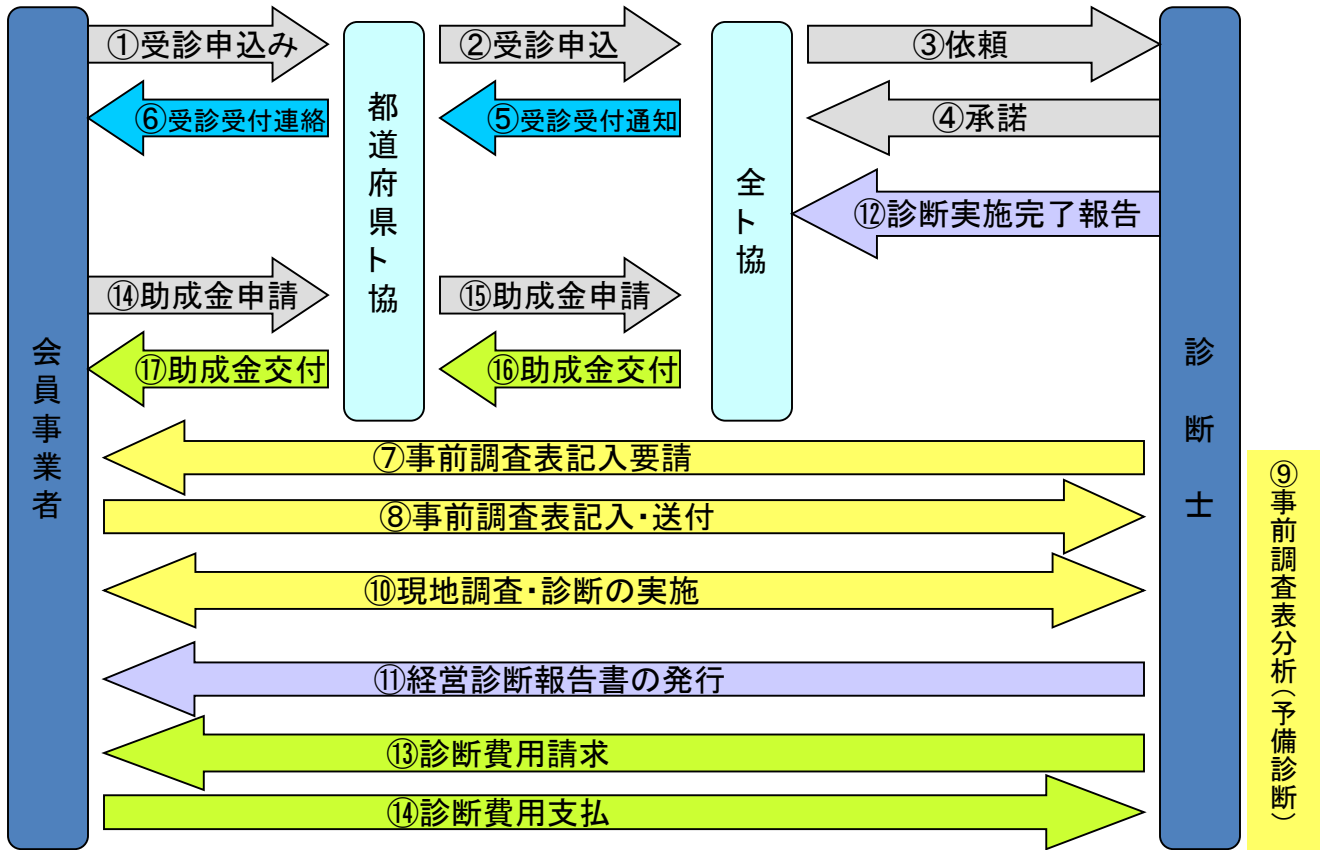 ①受診申込み
②受診申込
③依頼
⑥受診受付連絡
⑤受診受付通知
④承諾
都道府県ト協
全ト協
⑫診断実施完了報告
⑭助成金申請
⑮助成金申請
⑰助成金交付
⑯助成金交付
会員事業者
診断士
⑦事前調査表記入要請
⑧事前調査表記入・送付
⑨事前調査表分析(予備診断)
⑩現地調査・診断の実施
⑪経営診断報告書の発行
⑬診断費用請求
⑭診断費用支払